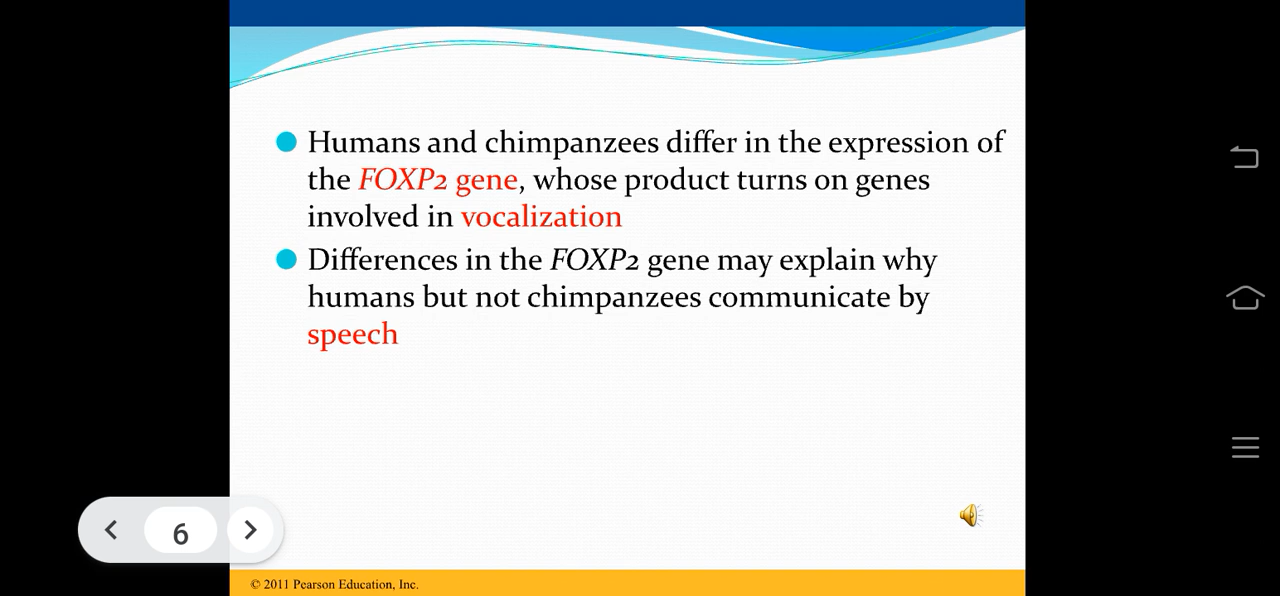 Humans and chimpanzees differ in the expression of
the FOXP2 gene, whose product turns on genes
involved in vocalization
Differences in the FOXP2 gene may explain why
humans but not chimpanzees communicate by
speech
6
© 2011 Pearson Education, Inc.